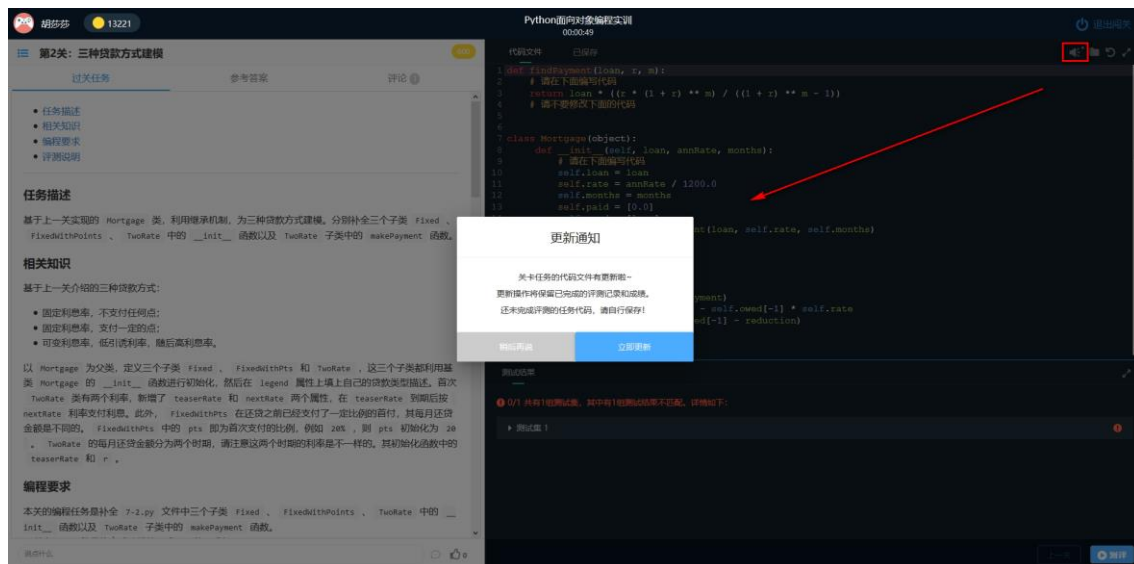 胡莎莎
13221
Python面向对象编程实训
00:00:49
退出闯关
第2关：三种贷款方式建模
过关任务
参考答案
评论
代码文件
已保存
任务描述
相关知识
编程要求
评测说明
任务描述
基于上一关实现的 Mortgage 类，利用继承机制，为三种贷款方式建模。分别补全三个子类 Fixed 、
FixedWithPoints 、 TwoRate 中的 __init__ 函数以及 TwoRate 子类中的 makePayment 函数。
相关知识
基于上一关介绍的三种贷款方式：
固定利息率，不支付任何点；
固定利息率，支付一定的点；
可变利息率，低引诱利率，随后高利息率。
以 Mortgage 为父类，定义三个子类 Fixed 、 FixedWithPts 和 TwoRate ，这三个子类都利用基
类 Mortgage 的 __init__ 函数进行初始化，然后在 legend 属性上填上自己的贷款类型描述。首次
TwoRate 类有两个利率，新增了 teaserRate 和 nextRate 两个属性，在 teaserRate 到期后按
nextRate 利率支付利息。此外， FixedWithPts 在还贷之前已经支付了一定比例的首付，其每月还贷
金额是不同的。 FixedWithPts 中的 pts 即为首次支付的比例，例如 20% ，则 pts 初始化为 20
。 TwoRate 的每月还贷金额分为两个时期，请注意这两个时期的利率是不一样的。其初始化函数中的
teaserRate 和 r 。
编程要求
本关的编程任务是补全 7-2.py 文件中三个子类 Fixed 、 FixedWithPoints 、 TwoRate 中的 __
init__ 函数以及 TwoRate 子类中的 makePayment 函数。
说点什么
0
1 def findPayment(loan, r, m):
2 # 请在下面编写代码
3 return loan * ((r * (1 + r) ** m) / ((1 + r) ** m - 1))
4 # 请不要修改下面的代码
5
6
7 class Mortgage(object):
8 def __init__(self, loan, annRate, months):
9 # 请在下面编写代码
10 self.loan = loan
11 self.rate = annRate / 1200.0
12 self.months = months
13 self.paid = [0.0]
nt(loan, self.rate, self.months)
yment)
- self.owed[-1] * self.rate
ed[-1] - reduction)
更新通知
关卡任务的代码文件有更新啦~
更新操作将保留已完成的评测记录和成绩。
还未完成评测的任务代码，请自行保存！
稍后再说
立即更新
测试结果
0/1 共有1组测试集，其中有1组测试结果不匹配。详情如下：
测试集 1
上一关
评测